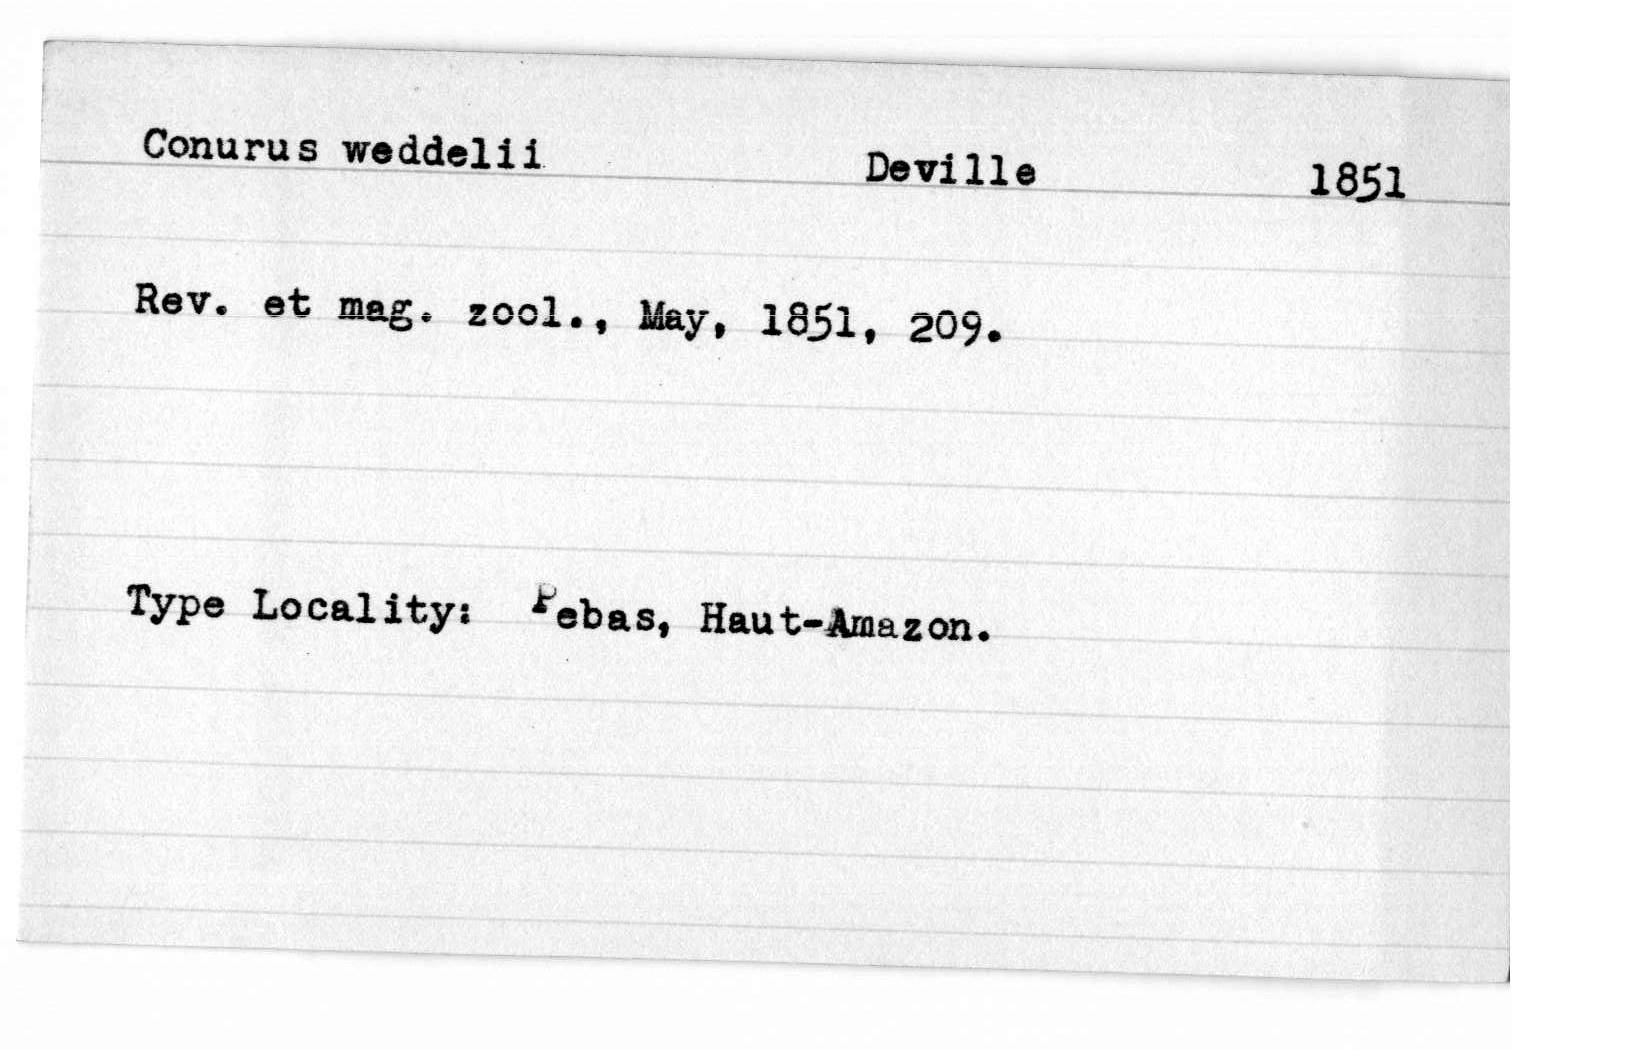 Conurus weddelii Deville 1851
Rev. et mag. zool., May, 1851, 209.
Type Locality: Pebas, Haut-Amazon.